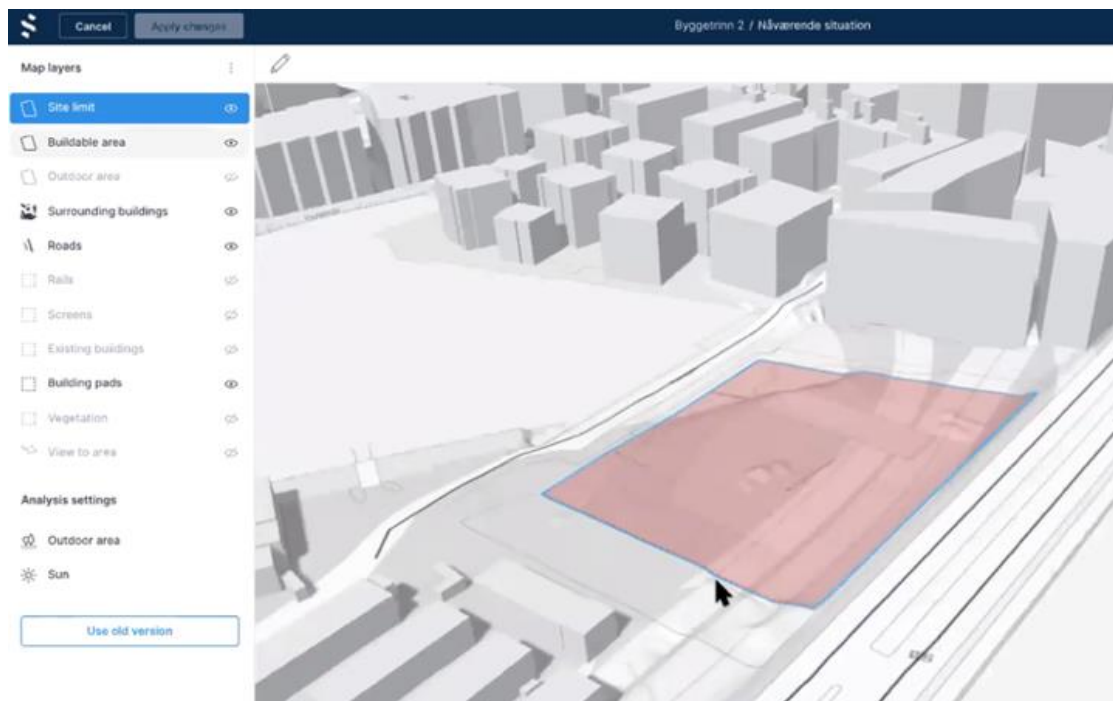 Cancel
Apply changes
Byggetrinn 2 / Nåværende situation
Map layers
Site limit
Buildable area
Outdoor area
Surrounding buildings
Roads
Rails
Screens
Existing buildings
Building pads
Vegetation
View to area
Analysis settings
Outdoor area
Sun
Use old version